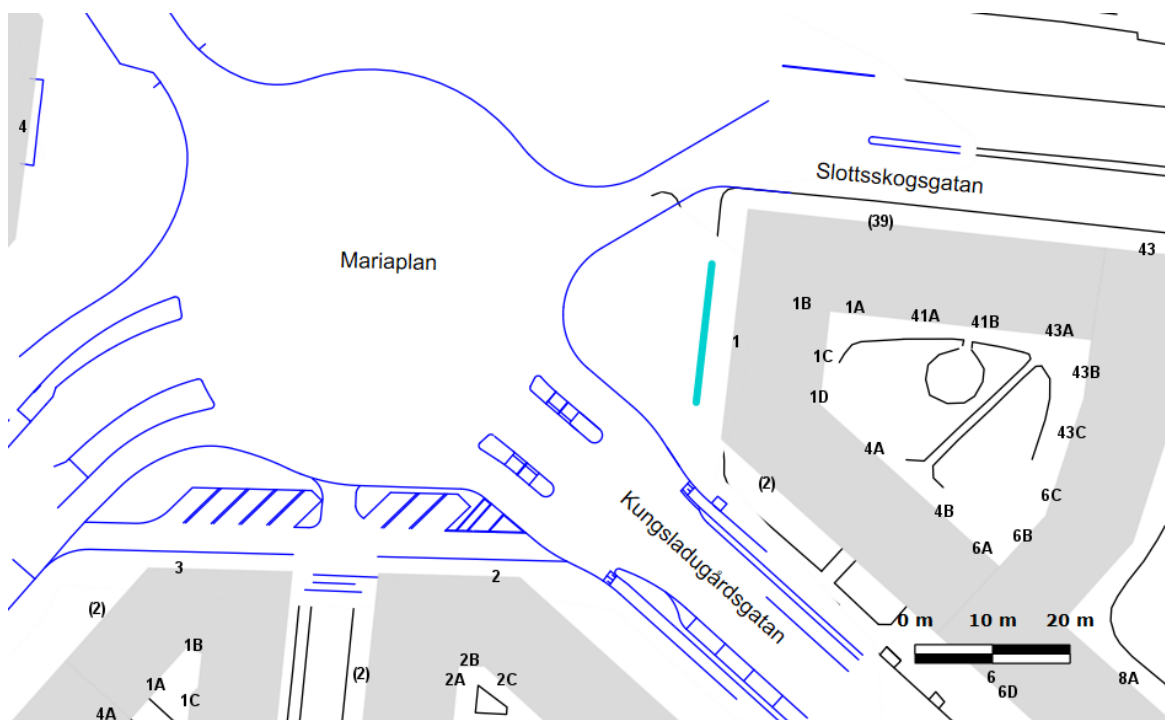 4
Slottsskogsgatan
(39)
43
Mariaplan
1B
1A
41A
41B
43A
1
1C
43B
1D
43C
4A
(2)
6C
4B
6B
6A
Kungsladugårdsgatan
3
2
(2)
0 m 10 m 20 m
1B
2B
(2)
2A
2C
6
8A
1A
1C
6D
4A